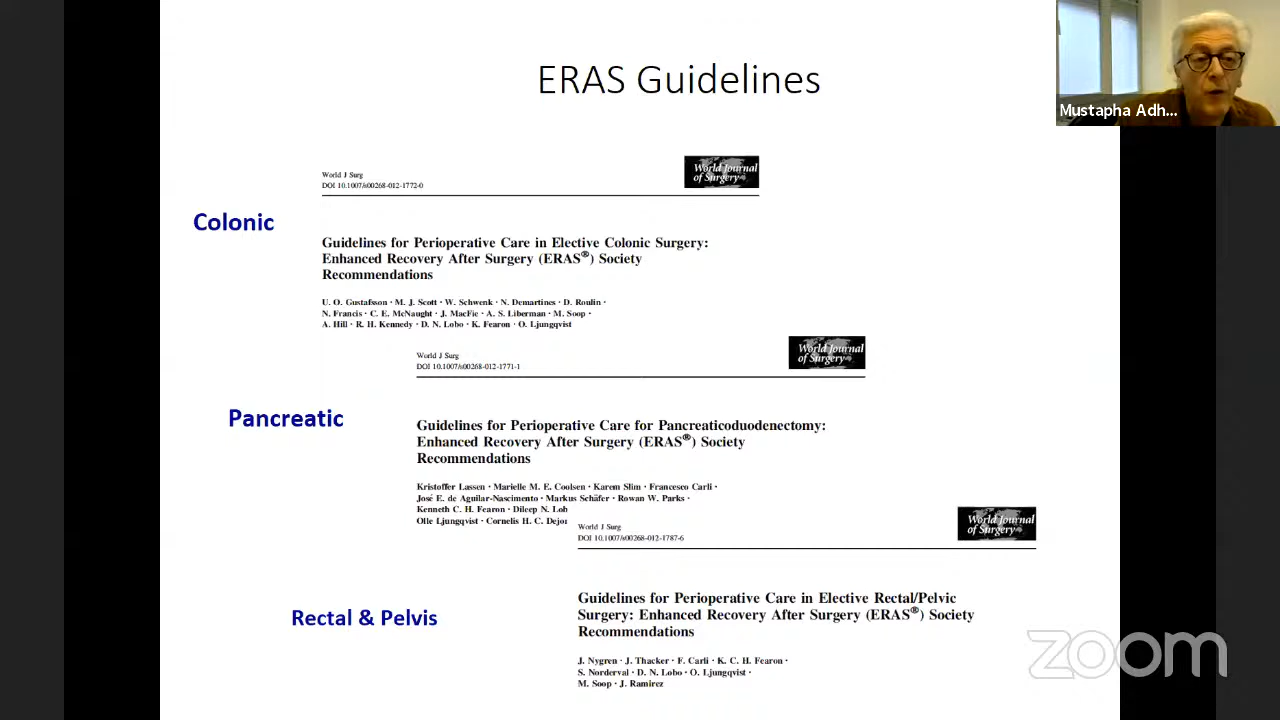 ERAS Guidelines
Mustapha Adh...
World J Surg
DOI 10.1007/s00268-012-1772-0
World Journal
of Surgery
Colonic
Guidelines for Perioperative Care in Elective Colonic Surgery:
Enhanced Recovery After Surgery (ERAS®) Society
Recommendations
U. O. Gustafsson · M. J. Scott · W. Schwenk · N. Demartines · D. Roulin ·
N. Francis · C. E. McNaught · J. MacFie · A. S. Liberman · M. Soop ·
A. Hill · R. H. Kennedy · D. N. Lobo · K. Fearon · O. Ljungqvist
World J Surg
DOI 10.1007/s00268-012-1771-1
World Journal
of Surgery
Pancreatic
Guidelines for Perioperative Care for Pancreaticoduodenectomy:
Enhanced Recovery After Surgery (ERAS®) Society
Recommendations
Kristoffer Lassen · Marielle M. E. Coolsen · Karem Slim · Francesco Carli ·
José E. de Aguilar-Nascimento · Markus Schäfer · Rowan W. Parks ·
Kenneth C. H. Fearon · Dileep N. Lob
Olle Ljungqvist · Cornelis H. C. Dejon
World J Surg
DOI 10.1007/s00268-012-1787-6
World Journal
of Surgery
Rectal & Pelvis
Guidelines for Perioperative Care in Elective Rectal/Pelvic
Surgery: Enhanced Recovery After Surgery (ERAS®) Society
Recommendations
J. Nygren · J. Thacker · F. Carli · K. C. H. Fearon ·
S. Norderval · D. N. Lobo · O. Ljungqvist ·
M. Soop · J. Ramirez
zoom